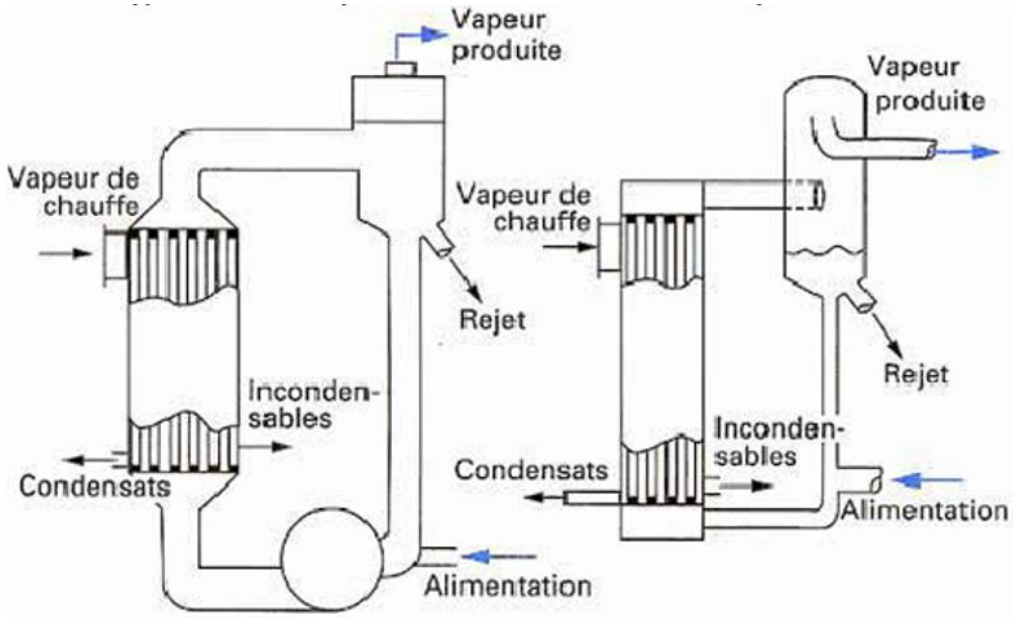 Vapeur
produite
Vapeur de
chauffe
Rejet
Inconden-
sables
Condensats
Alimentation
Vapeur
produite
Vapeur de
chauffe
Rejet
Inconden-
sables
Condensats
Alimentation